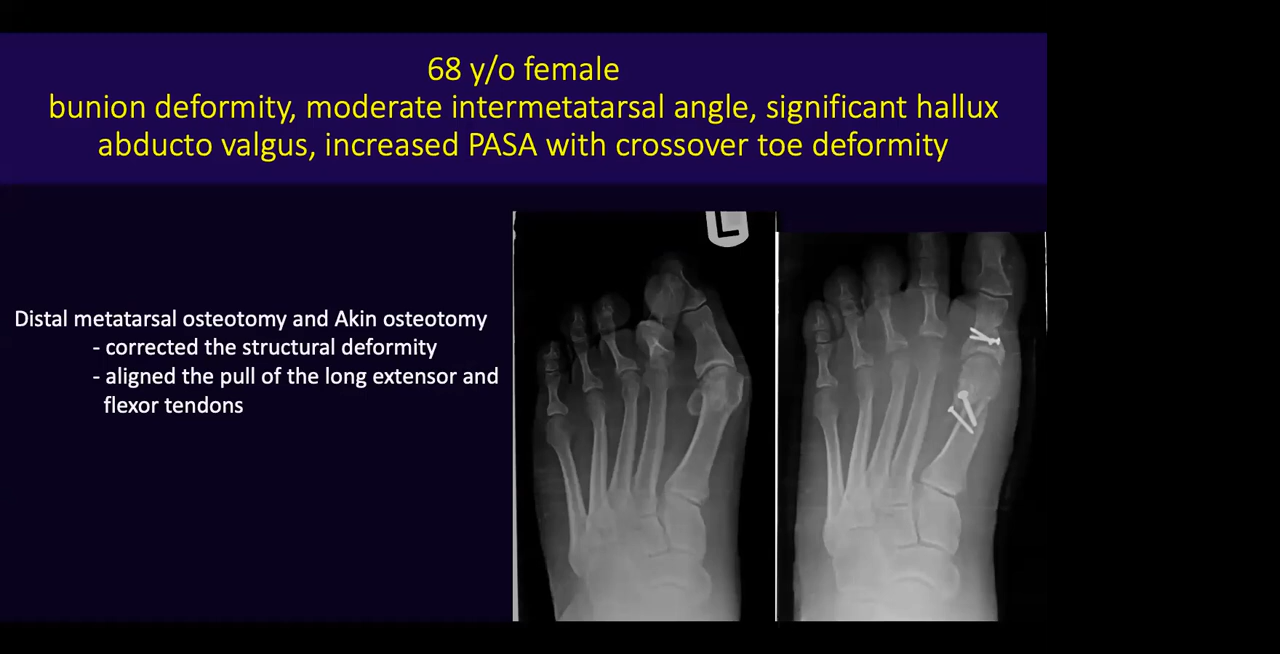 68 y/o female
bunion deformity, moderate intermetatarsal angle, significant hallux
abducto valgus, increased PASA with crossover toe deformity
L
Distal metatarsal osteotomy and Akin osteotomy
- corrected the structural deformity
- aligned the pull of the long extensor and
flexor tendons